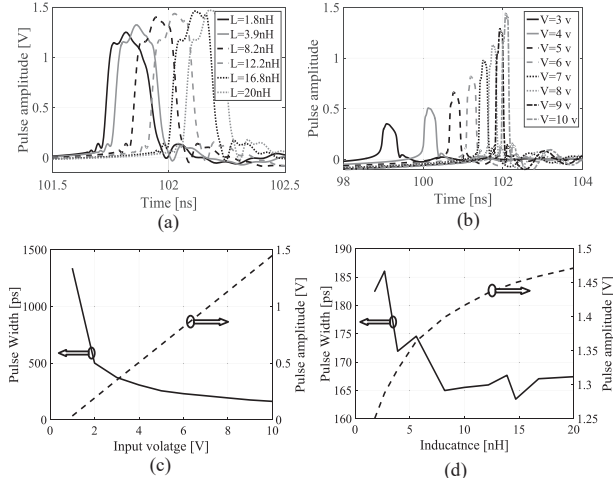 Pulse amplitude [V]
1.5
1
0.5
0
101.5
102
102.5
Time [ns]
L=1.8nH
L=3.9nH
L=8.2nH
L=12.2nH
L=16.8nH
L=20nH
(a)
Pulse amplitude
1.5
1
0.5
0
98
100
102
104
Time [ns]
V=3 v
V=4 v
V=5 v
V=6 v
V=7 v
V=8 v
V=9 v
V=10 v
(b)
Pulse Width [ps]
1500
1000
500
0
0
2
4
6
8
10
Input volatge [V]
1.5
1
0.5
0
Pulse amplitude [V]
(c)
Pulse Width [ps]
190
185
180
175
170
165
160
0
5
10
15
20
Inducatnce [nH]
1.5
1.45
1.4
1.35
1.3
1.25
Pulse amplitude [V]
(d)